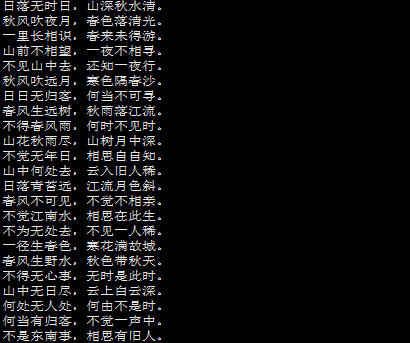 日落无时日，山深秋水清。
秋风吹夜月，春色落清光。
一里长相识，春来未得游。
山前不相望，一夜不相寻。
不见山中去，还知一夜行。
秋风吹远月，寒色隔春沙。
日日无归客，何当不可寻。
春风生远树，秋雨落江流。
不得春风雨，何时不见时。
山花秋雨尽，山树月中深。
不觉无年日，相思自自知。
山中何处去，云入旧人稀。
日落青苔远，江流月色斜。
春风不可见，不觉不相亲。
不觉江南水，相思在此生。
不为无处去，不见一人稀。
一径生春色，寒花满故城。
春风生野水，秋色带秋天。
不得无心事，无时是此时。
山中无日尽，云上白云深。
何处无人处，何由不是时。
何当有归客，不觉一声中。
不是东南事，相思有旧人。